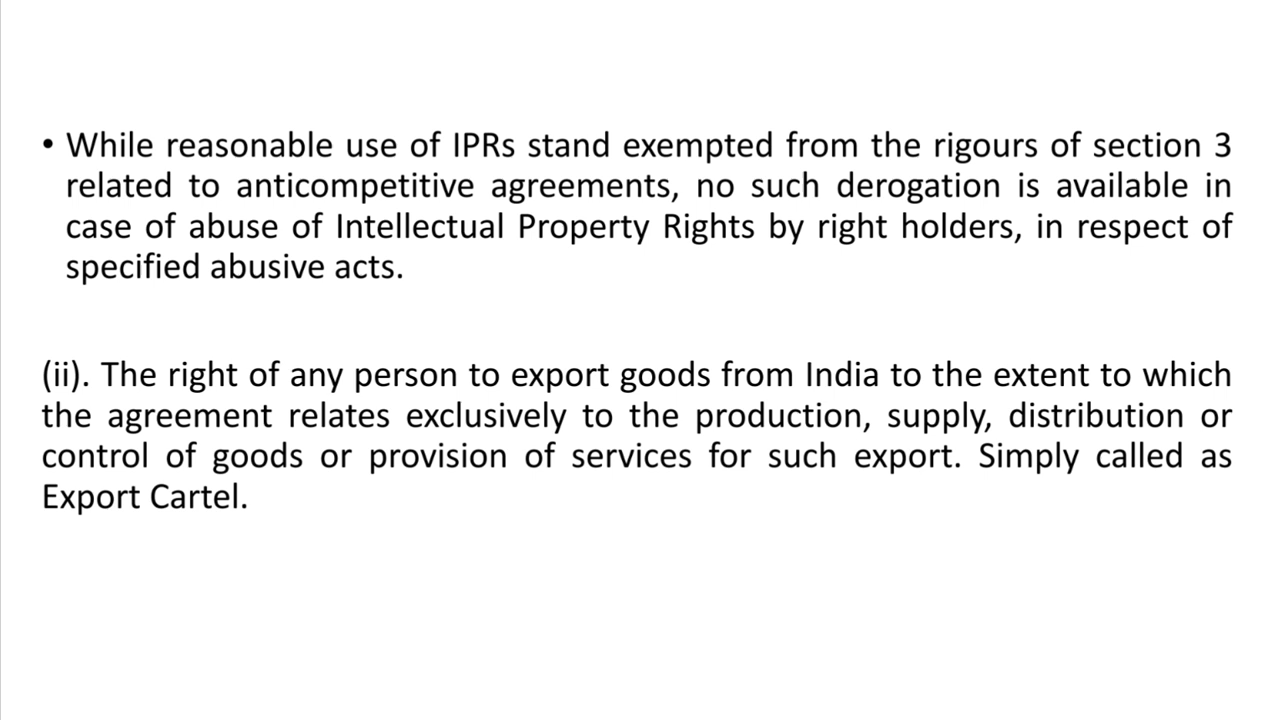 • While reasonable use of IPRs stand exempted from the rigours of section 3
related to anticompetitive agreements, no such derogation is available in
case of abuse of Intellectual Property Rights by right holders, in respect of
specified abusive acts.
(ii). The right of any person to export goods from India to the extent to which
the agreement relates exclusively to the production, supply, distribution or
control of goods or provision of services for such export. Simply called as
Export Cartel.